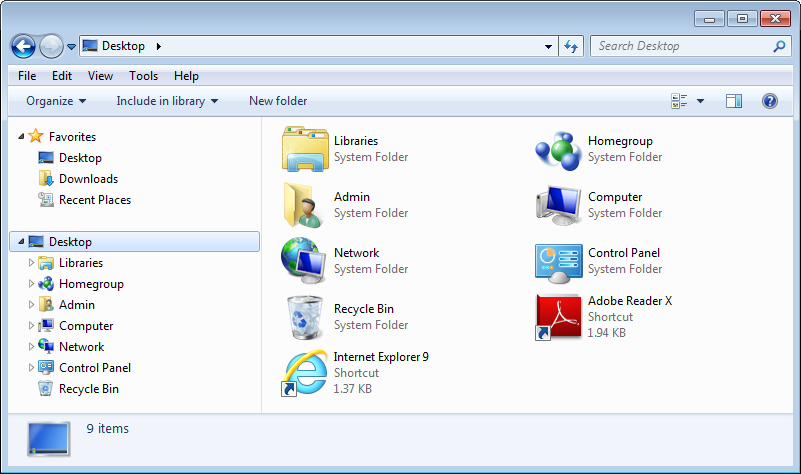 Desktop
Search Desktop
File Edit View Tools Help
Organize Include in library New folder
Favorites
Desktop
Downloads
Recent Places
Desktop
Libraries
Homegroup
Admin
Computer
Network
Control Panel
Recycle Bin
Libraries
System Folder
Homegroup
System Folder
Admin
System Folder
Computer
System Folder
Network
System Folder
Control Panel
System Folder
Recycle Bin
System Folder
Adobe Reader X
Shortcut
1.94 KB
Internet Explorer 9
Shortcut
1.37 KB
9 items